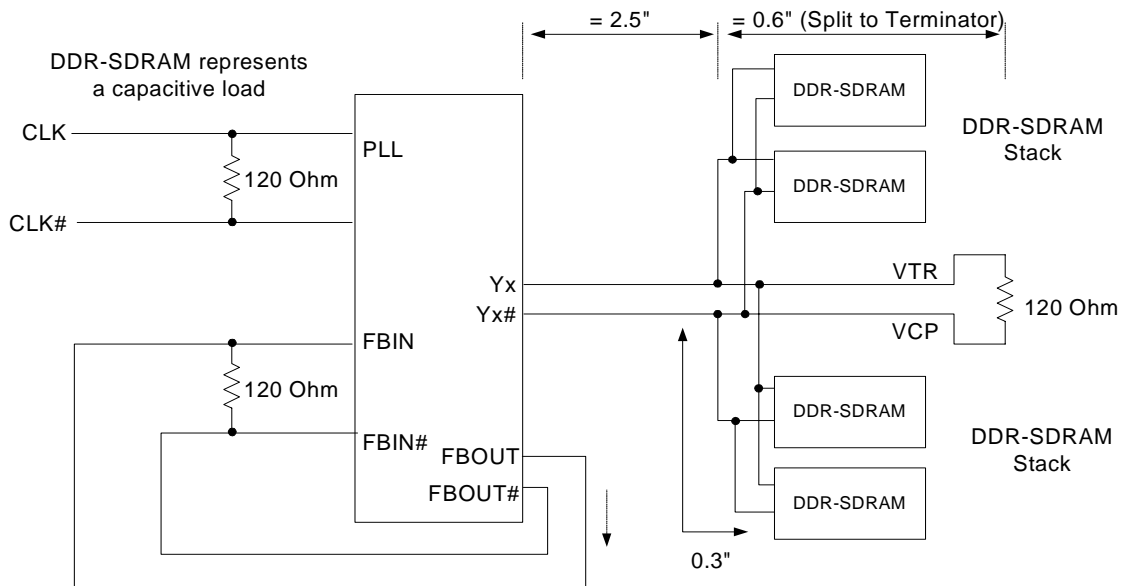 = 2.5"
= 0.6" (Split to Terminator)
DDR-SDRAM represents
a capacitive load
CLK
CLK#
120 Ohm
PLL
DDR-SDRAM
DDR-SDRAM
DDR-SDRAM
Stack
Yx
Yx#
VTR
VCP
120 Ohm
FBIN
120 Ohm
FBIN#
FBOUT
FBOUT#
DDR-SDRAM
DDR-SDRAM
DDR-SDRAM
Stack
0.3"